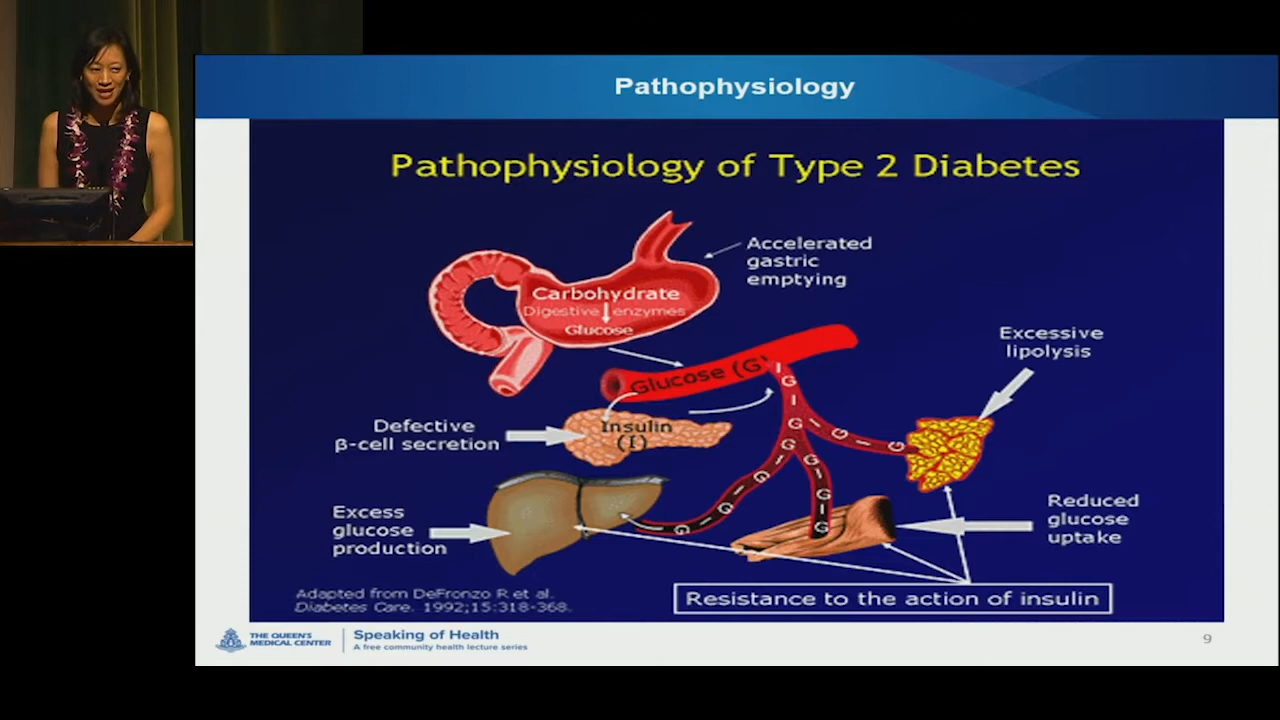 Pathophysiology
Pathophysiology of Type 2 Diabetes
Accelerated
gastric
emptying
Carbohydrate
Digestive enzymes
Glucose
Glucose (G)
Excessive
lipolysis
Defective
β-cell secretion
Insulin
(I)
Excess
glucose
production
Reduced
glucose
uptake
I
G
I
G
G
I
G
I
G
I
G
I
G
I
G
I
G
I
G
Resistance to the action of insulin
Adapted from DeFronzo R et al.
Diabetes Care. 1992;15:318-368.
THE QUEEN'S
MEDICAL CENTER
Speaking of Health
A free community health lecture series
9